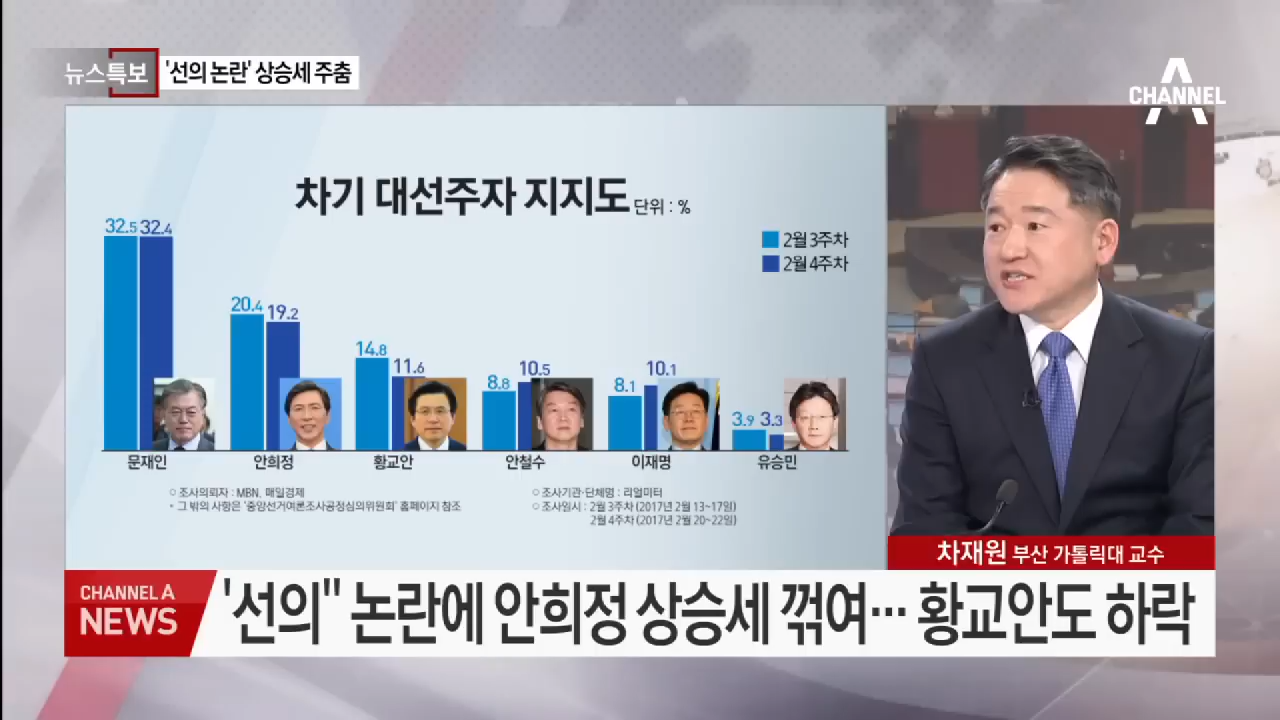 뉴스특보 '선의 논란' 상승세 주춤
A
CHANNEL
차기 대선주자 지지도 단위 : %
2월 3주차
2월 4주차
32.5 32.4
20.4 19.2
14.8 11.6
8.8 10.5
8.1 10.1
3.9 3.3
문재인 안희정 황교안 안철수 이재명 유승민
○ 조사의뢰자 : MBN, 매일경제
• 그 밖의 사항은 '중앙선거여론조사공정심의위원회' 홈페이지 참조
○ 조사기관·단체명 : 리얼미터
○ 조사일시 : 2월 3주차 (2017년 2월 13~17일)
2월 4주차 (2017년 2월 20~22일)
차재원 부산 가톨릭대 교수
CHANNEL A
NEWS
'선의" 논란에 안희정 상승세 꺾여… 황교안도 하락